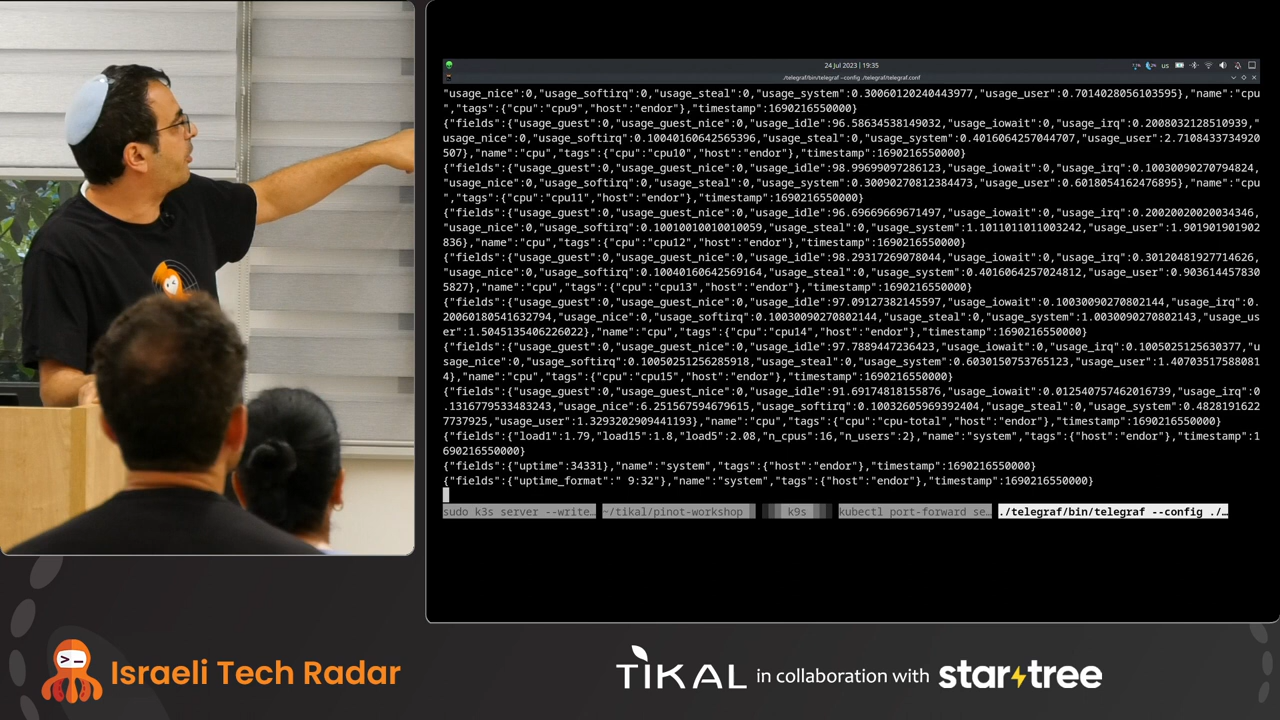 24 Jul 2023 | 19:35
us
./telegraf/bin/telegraf --config ./telegraf/telegraf.conf
"usage_nice":0,"usage_softirq":0,"usage_steal":0,"usage_system":0.30060120240443977,"usage_user":0.7014028056103595},"name":"cpu
","tags":{"cpu":"cpu9","host":"endor"},"timestamp":1690216550000}
{"fields":{"usage_guest":0,"usage_guest_nice":0,"usage_idle":96.58634538149032,"usage_iowait":0,"usage_irq":0.2008032128510939,"
usage_nice":0,"usage_softirq":0.10040160642565396,"usage_steal":0,"usage_system":0.4016064257044707,"usage_user":2.7108433734920
507},"name":"cpu","tags":{"cpu":"cpu10","host":"endor"},"timestamp":1690216550000}
{"fields":{"usage_guest":0,"usage_guest_nice":0,"usage_idle":98.99699097286123,"usage_iowait":0,"usage_irq":0.10030090270794824,
"usage_nice":0,"usage_softirq":0,"usage_steal":0,"usage_system":0.30090270812384473,"usage_user":0.6018054162476895},"name":"cpu
","tags":{"cpu":"cpu11","host":"endor"},"timestamp":1690216550000}
{"fields":{"usage_guest":0,"usage_guest_nice":0,"usage_idle":96.69669669671497,"usage_iowait":0,"usage_irq":0.20020020020034346,
"usage_nice":0,"usage_softirq":0.10010010010010059,"usage_steal":0,"usage_system":1.1011011011003242,"usage_user":1.901901901902
836},"name":"cpu","tags":{"cpu":"cpu12","host":"endor"},"timestamp":1690216550000}
{"fields":{"usage_guest":0,"usage_guest_nice":0,"usage_idle":98.29317269078044,"usage_iowait":0,"usage_irq":0.301204819277146​26,
"usage_nice":0,"usage_softirq":0.10040160642569164,"usage_steal":0,"usage_system":0.4016064257024812,"usage_user":0.903614457830
5827},"name":"cpu","tags":{"cpu":"cpu13","host":"endor"},"timestamp":1690216550000}
{"fields":{"usage_guest":0,"usage_guest_nice":0,"usage_idle":97.09127382145597,"usage_iowait":0.10030090270802144,"usage_irq":0.
20060180541632794,"usage_nice":0,"usage_softirq":0.10030090270802144,"usage_steal":0,"usage_system":1.0030090270802143,"usage_us
er":1.5045135406226022},"name":"cpu","tags":{"cpu":"cpu14","host":"endor"},"timestamp":1690216550000}
{"fields":{"usage_guest":0,"usage_guest_nice":0,"usage_idle":97.7889447236423,"usage_iowait":0,"usage_irq":0.1005025125630377,"u
sage_nice":0,"usage_softirq":0.10050251256285918,"usage_steal":0,"usage_system":0.6030150753765123,"usage_user":1.40703517588081
4},"name":"cpu","tags":{"cpu":"cpu15","host":"endor"},"timestamp":1690216550000}
{"fields":{"usage_guest":0,"usage_guest_nice":0,"usage_idle":91.69174818155876,"usage_iowait":0.012540757462016739,"usage_irq":0
.1316779533483243,"usage_nice":6.251567594679615,"usage_softirq":0.10032605969392404,"usage_steal":0,"usage_system":0.4828191622
7737925,"usage_user":1.3293202909441193},"name":"cpu","tags":{"cpu":"cpu-total","host":"endor"},"timestamp":1690216550000}
{"fields":{"load1":1.79,"load15":1.8,"load5":2.08,"n_cpus":16,"n_users":2},"name":"system","tags":{"host":"endor"},"timestamp":1
690216550000}
{"fields":{"uptime":34331},"name":"system","tags":{"host":"endor"},"timestamp":1690216550000}
{"fields":{"uptime_format":" 9:32"},"name":"system","tags":{"host":"endor"},"timestamp":1690216550000}
sudo k3s server --write… ~/tikal/pinot-workshop k9s kubectl port-forward se… ./telegraf/bin/telegraf --config ./…
Israeli Tech Radar
TIKAL in collaboration with star tree